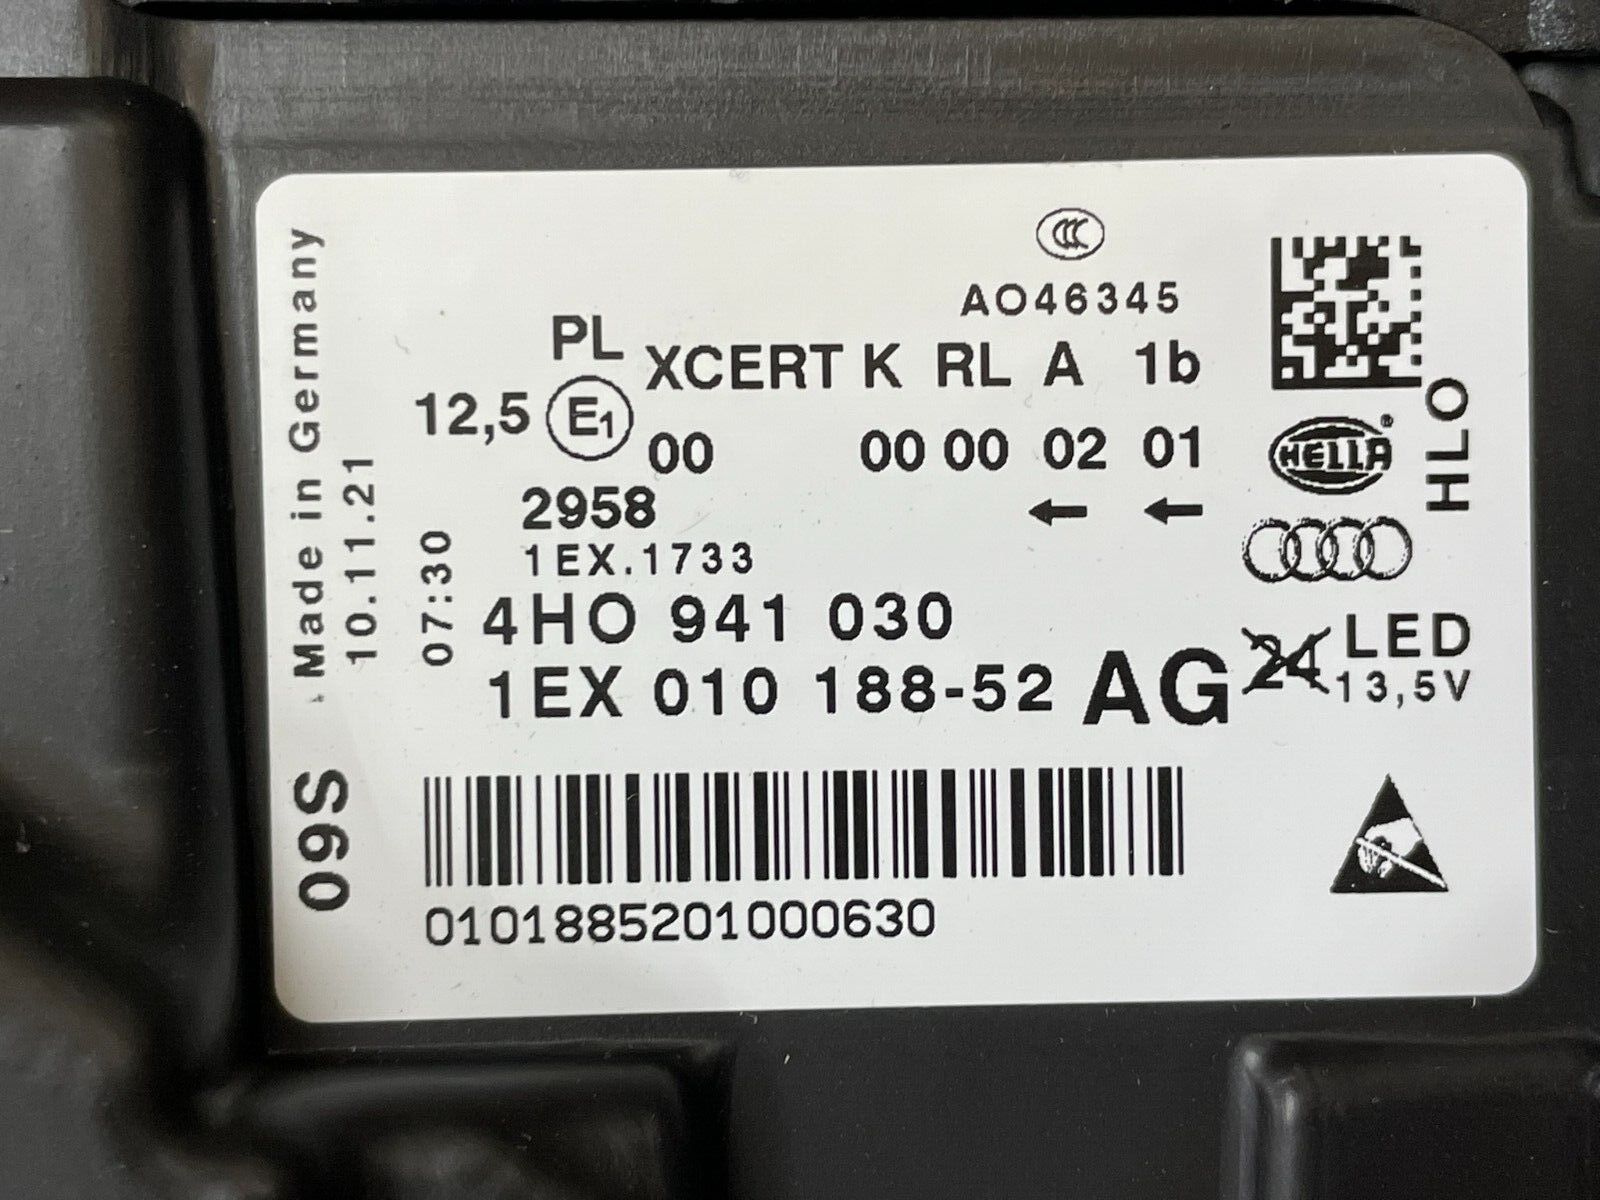 Made in Germany
10.11.21
07:30
09S
A046345
PL
XCERT K RL A 1b
12,5 E1
00 00 00 02 01
← ←
2958
1EX.1733
4H0 941 030
1EX 010 188-52 AG
0101885201000630
HELLA®
HLO
24 LED
13,5V